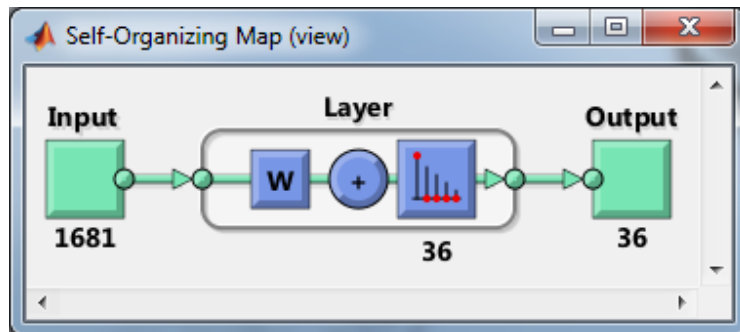 Self-Organizing Map (view)
Layer
Input
Output
W
+
1681
36
36